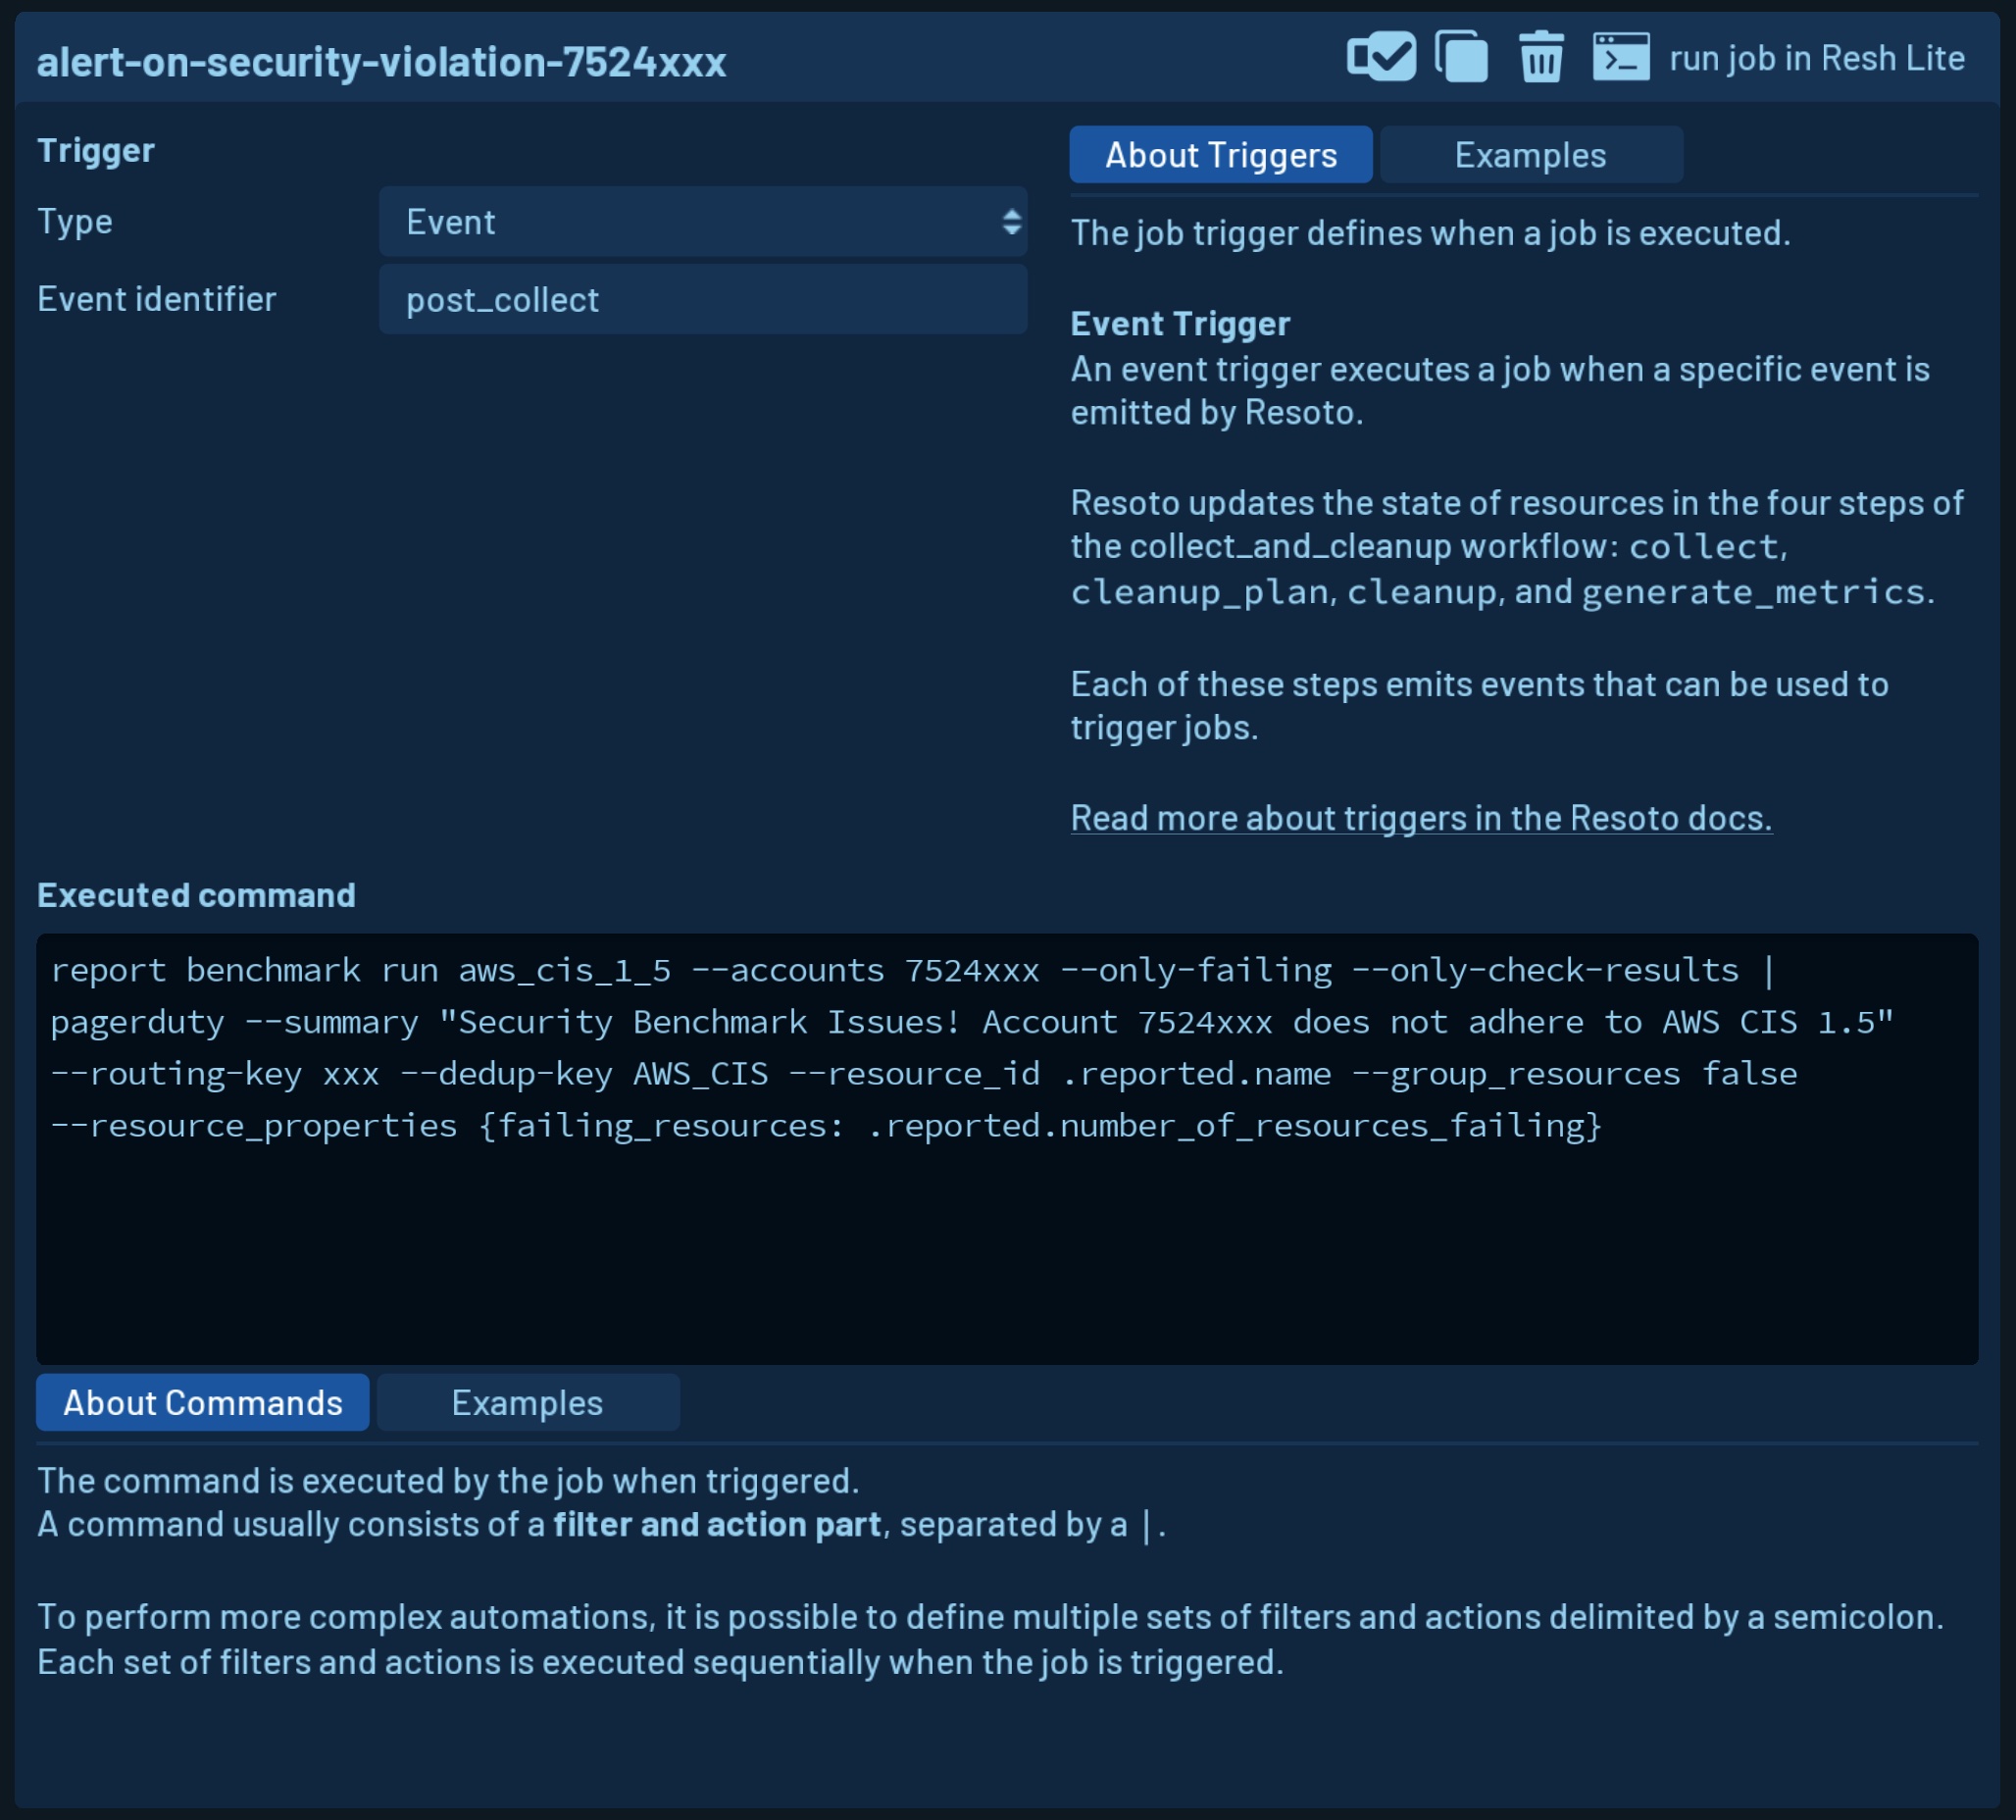 alert-on-security-violation-7524xxx
run job in Resh Lite
Trigger
Type
Event
Event identifier
post_collect
About Triggers
Examples
The job trigger defines when a job is executed.
Event Trigger
An event trigger executes a job when a specific event is
emitted by Resoto.
Resoto updates the state of resources in the four steps of
the collect_and_cleanup workflow: collect,
cleanup_plan, cleanup, and generate_metrics.
Each of these steps emits events that can be used to
trigger jobs.
Read more about triggers in the Resoto docs.
Executed command
report benchmark run aws_cis_1_5 --accounts 7524xxx --only-failing --only-check-results |
pagerduty --summary "Security Benchmark Issues! Account 7524xxx does not adhere to AWS CIS 1.5"
--routing-key xxx --dedup-key AWS_CIS --resource_id .reported.name --group_resources false
--resource_properties {failing_resources: .reported.number_of_resources_failing}
About Commands
Examples
The command is executed by the job when triggered.
A command usually consists of a filter and action part, separated by a |.
To perform more complex automations, it is possible to define multiple sets of filters and actions delimited by a semicolon.
Each set of filters and actions is executed sequentially when the job is triggered.